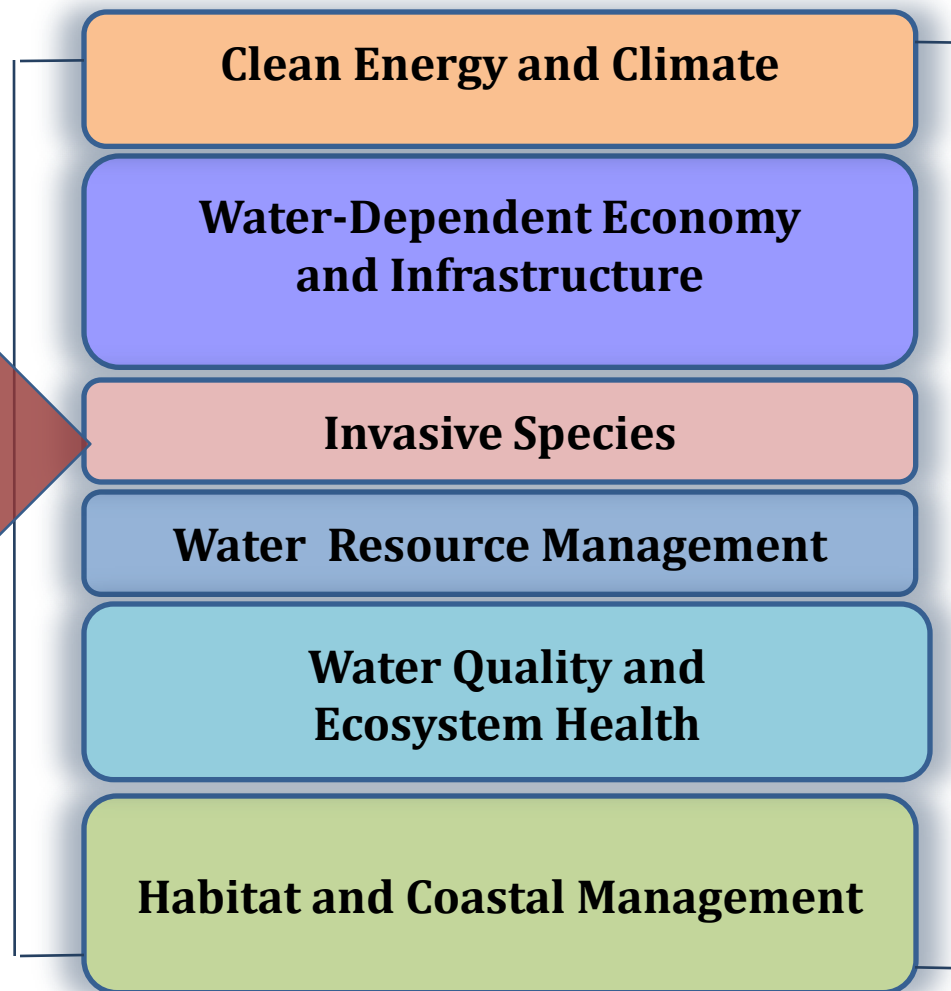 Clean Energy and Climate
Water-Dependent Economy
and Infrastructure
Invasive Species
Water  Resource Management
Water Quality and
Ecosystem Health
Habitat and Coastal Management